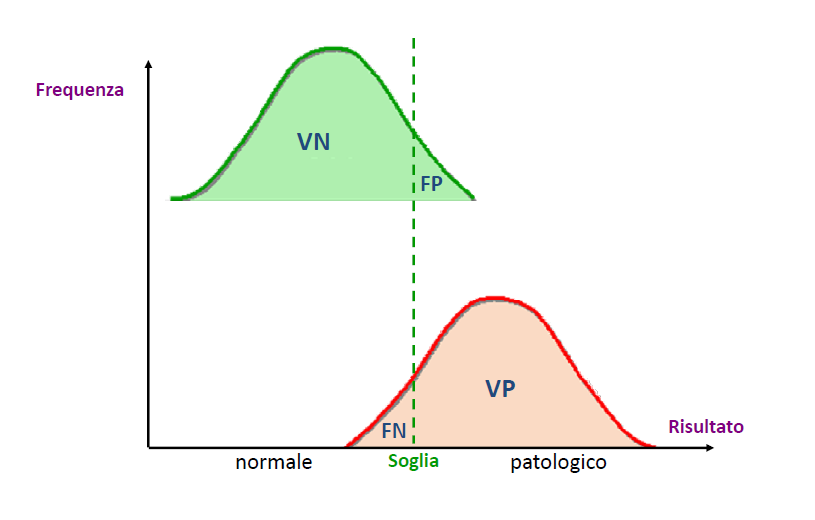 Frequenza
VN
FP
VP
FN
Risultato
normale
Soglia
patologico